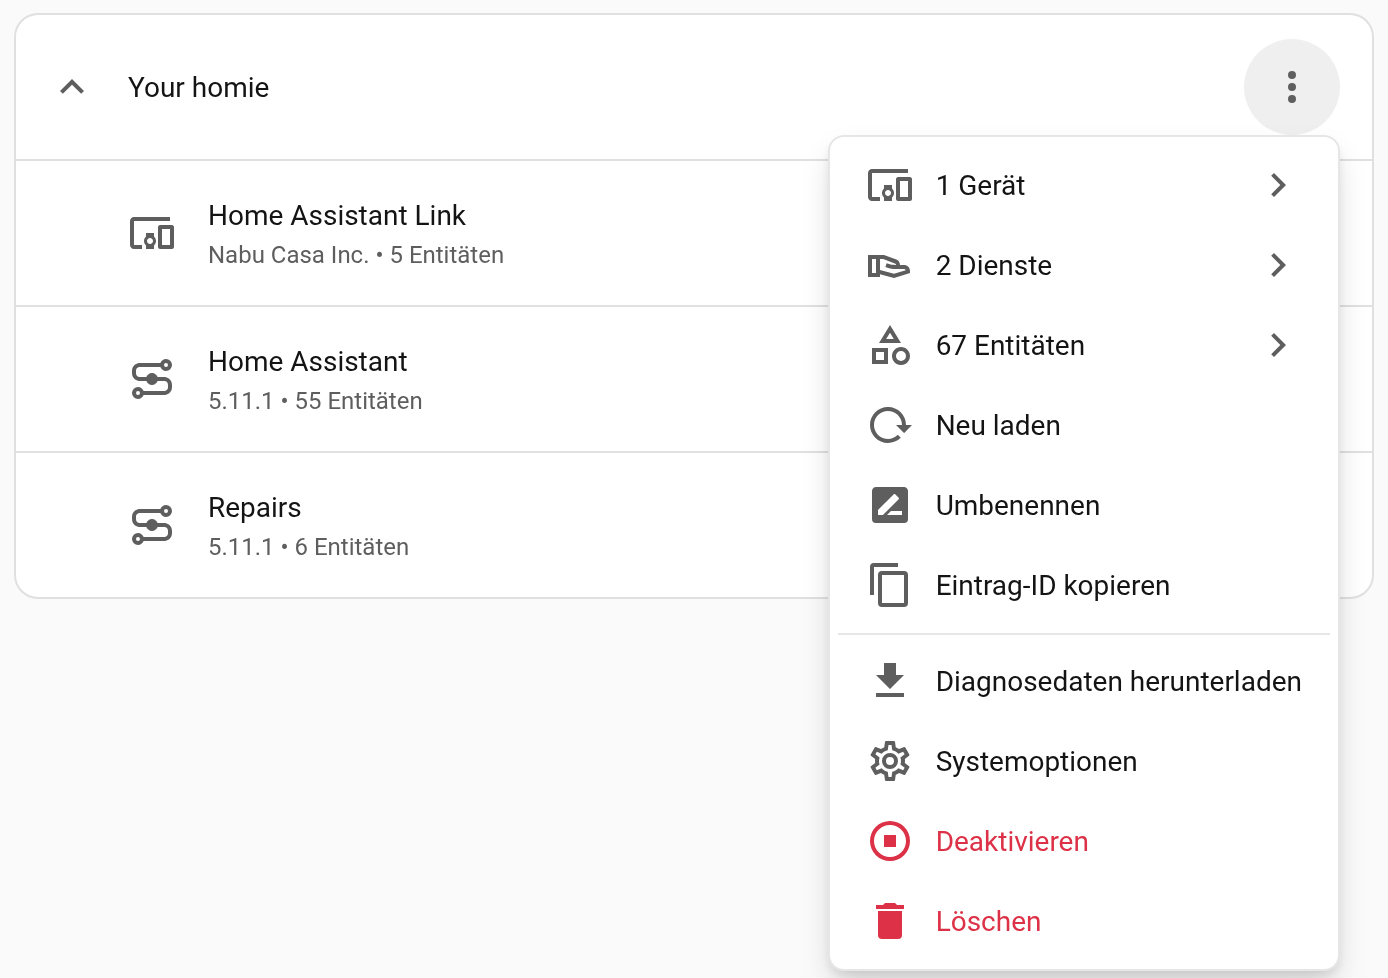 Your homie
Home Assistant Link
Nabu Casa Inc. • 5 Entitäten
Home Assistant
5.11.1 • 55 Entitäten
Repairs
5.11.1 • 6 Entitäten
1 Gerät
2 Dienste
67 Entitäten
Neu laden
Umbenennen
Eintrag-ID kopieren
Diagnosedaten herunterladen
Systemoptionen
Deaktivieren
Löschen